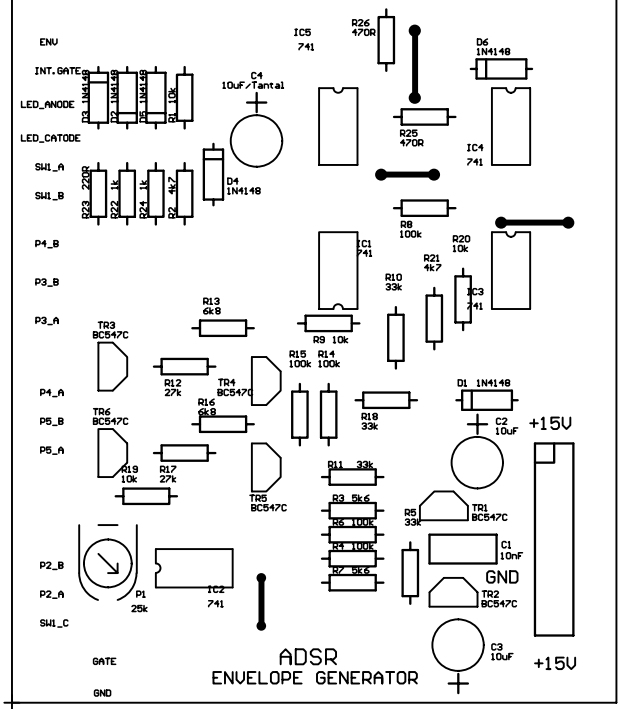 ENV
INT.GATE
LED_ANODE
LED_CATODE
SW1_A
SW1_B
P4_B
P3_B
P3_A
P4_A
P5_B
P5_A
P2_B
P2_A
SW1_C
GATE
GND
D3 1N4148
D2 1N4148
D5 1N4148
R1 10k
R23 220R
R22 1k
R24 1k
R2 4k7
C4
10uF/Tantal
D4
1N4148
IC5
741
R26
470R
D6
1N4148
R25
470R
IC4
741
R8
100k
IC1
741
R20
10k
R21
4k7
R10
33k
IC3
741
R13
6k8
R9 10k
TR3
BC547C
R12
27k
TR4
BC547C
R15
100k
R14
100k
R18
33k
D1 1N4148
R16
6k8
TR6
BC547C
R19
10k
R17
27k
TR5
BC547C
C2
10uF
+15V
R11 33k
R3 5k6
R6 100k
R4 100k
R7 5k6
R5
33k
TR1
BC547C
C1
10nF
GND
TR2
BC547C
P1
25k
IC2
741
C3
10uF
+15V
ADSR
ENVELOPE GENERATOR